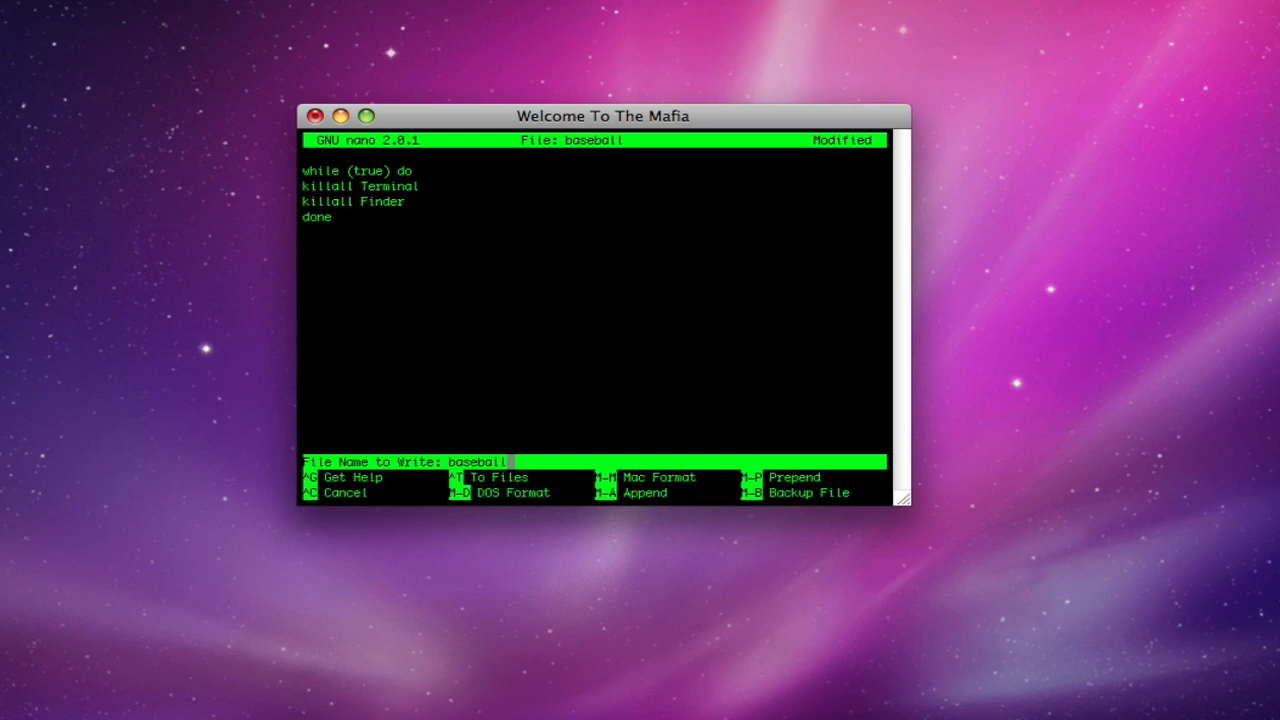 Welcome To The Mafia
GNU nano 2.0.1 File: baseball Modified
while (true) do
killall Terminal
killall Finder
done
File Name to Write: baseball
^G Get Help ^T To Files M-M Mac Format M-P Prepend
^C Cancel M-D DOS Format M-A Append M-B Backup File